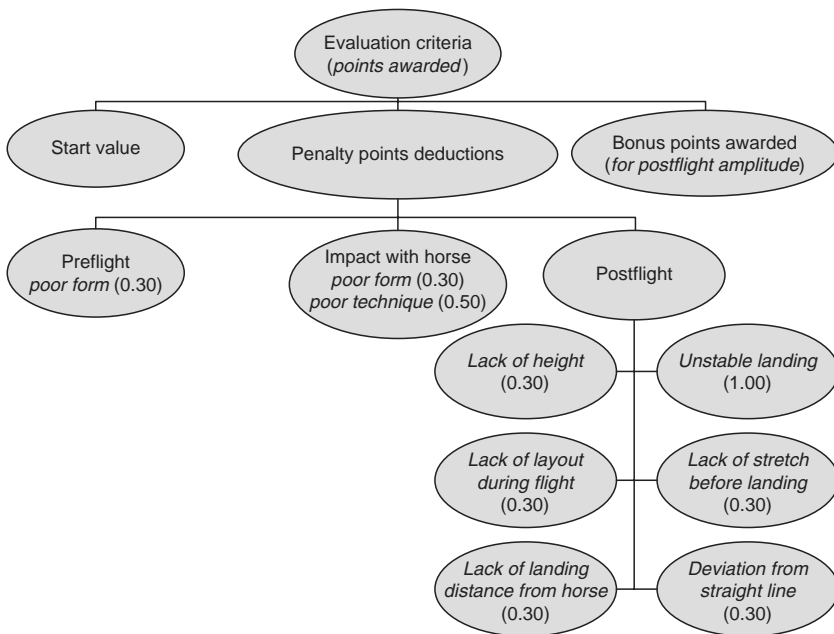 Evaluation criteria
(points awarded)
Start value
Penalty points deductions
Bonus points awarded
(for postflight amplitude)
Preflight
poor form (0.30)
Impact with horse
poor form (0.30)
poor technique (0.50)
Postflight
Lack of height
(0.30)
Unstable landing
(1.00)
Lack of layout
during flight
(0.30)
Lack of stretch
before landing
(0.30)
Lack of landing
distance from horse
(0.30)
Deviation from
straight line
(0.30)